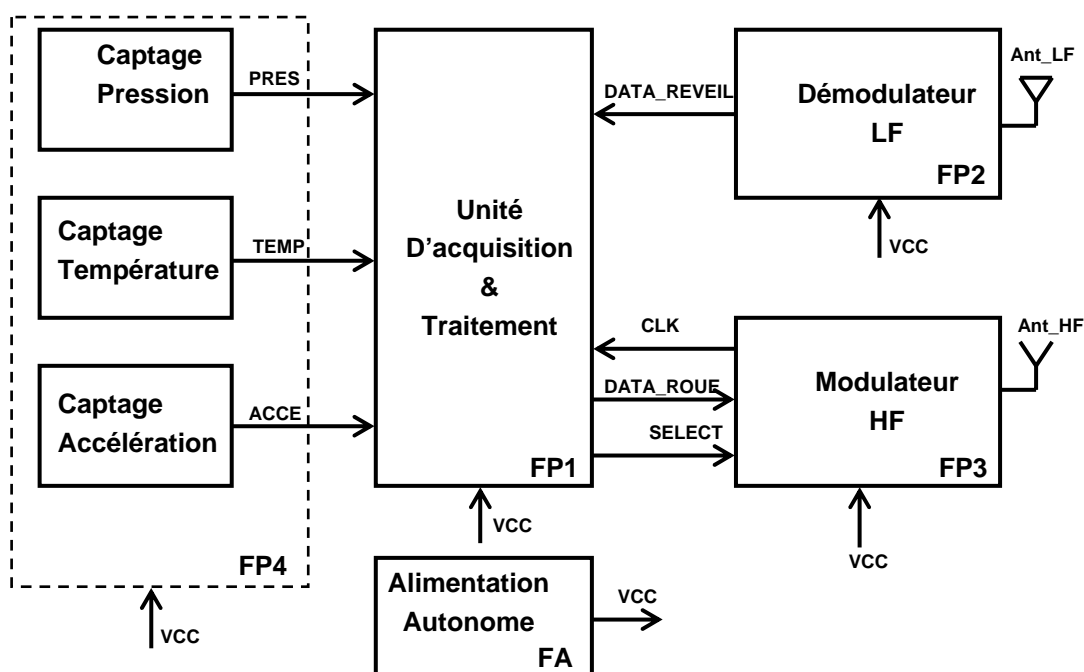 Captage
Pression
PRES
Captage
Température
TEMP
Captage
Accélération
ACCE
FP4
VCC
Unité
D'acquisition
&
Traitement
FP1
VCC
DATA_REVEIL
Démodulateur
LF
FP2
Ant_LF
VCC
CLK
DATA_ROUE
SELECT
Modulateur
HF
FP3
Ant_HF
VCC
Alimentation
Autonome
FA
VCC